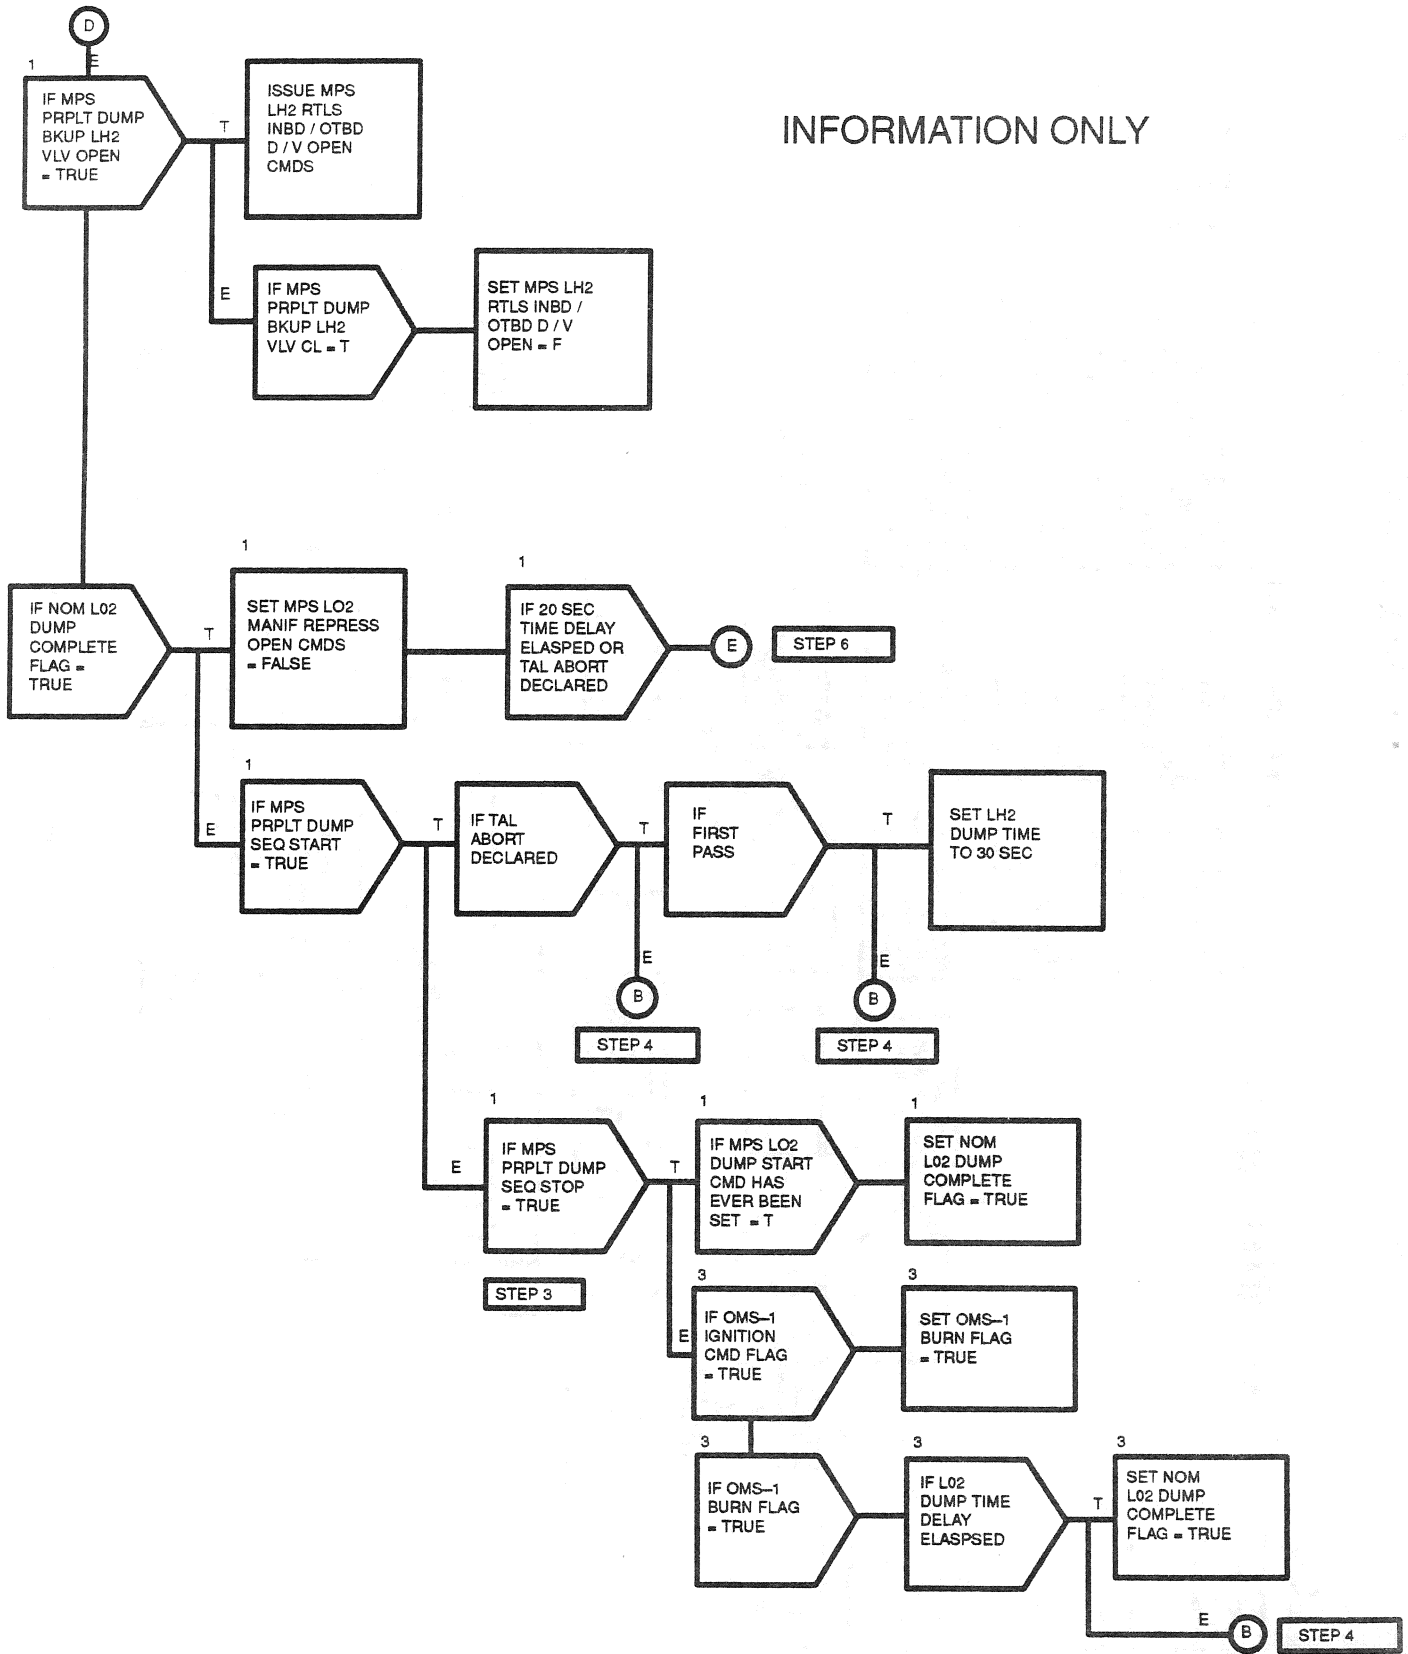 D
E
1
IF MPS
PRPLT DUMP
BKUP LH2
VLV OPEN
= TRUE
T
ISSUE MPS
LH2 RTLS
INBD / OTBD
D / V OPEN
CMDS
INFORMATION ONLY
E
IF MPS
PRPLT DUMP
BKUP LH2
VLV CL = T
SET MPS LH2
RTLS INBD /
OTBD D / V
OPEN = F
IF NOM L02
DUMP
COMPLETE
FLAG =
TRUE
T
1
SET MPS LO2
MANIF REPRESS
OPEN CMDS
= FALSE
1
IF 20 SEC
TIME DELAY
ELASPED OR
TAL ABORT
DECLARED
E
STEP 6
E
1
IF MPS
PRPLT DUMP
SEQ START
= TRUE
T
IF TAL
ABORT
DECLARED
T
IF
FIRST
PASS
T
SET LH2
DUMP TIME
TO 30 SEC
E
B
STEP 4
E
B
STEP 4
E
1
IF MPS
PRPLT DUMP
SEQ STOP
= TRUE
STEP 3
T
1
IF MPS LO2
DUMP START
CMD HAS
EVER BEEN
SET = T
1
SET NOM
L02 DUMP
COMPLETE
FLAG = TRUE
E
3
IF OMS–1
IGNITION
CMD FLAG
= TRUE
3
SET OMS–1
BURN FLAG
= TRUE
3
IF OMS–1
BURN FLAG
= TRUE
3
IF L02
DUMP TIME
DELAY
ELASPSED
T
3
SET NOM
L02 DUMP
COMPLETE
FLAG = TRUE
E
B
STEP 4